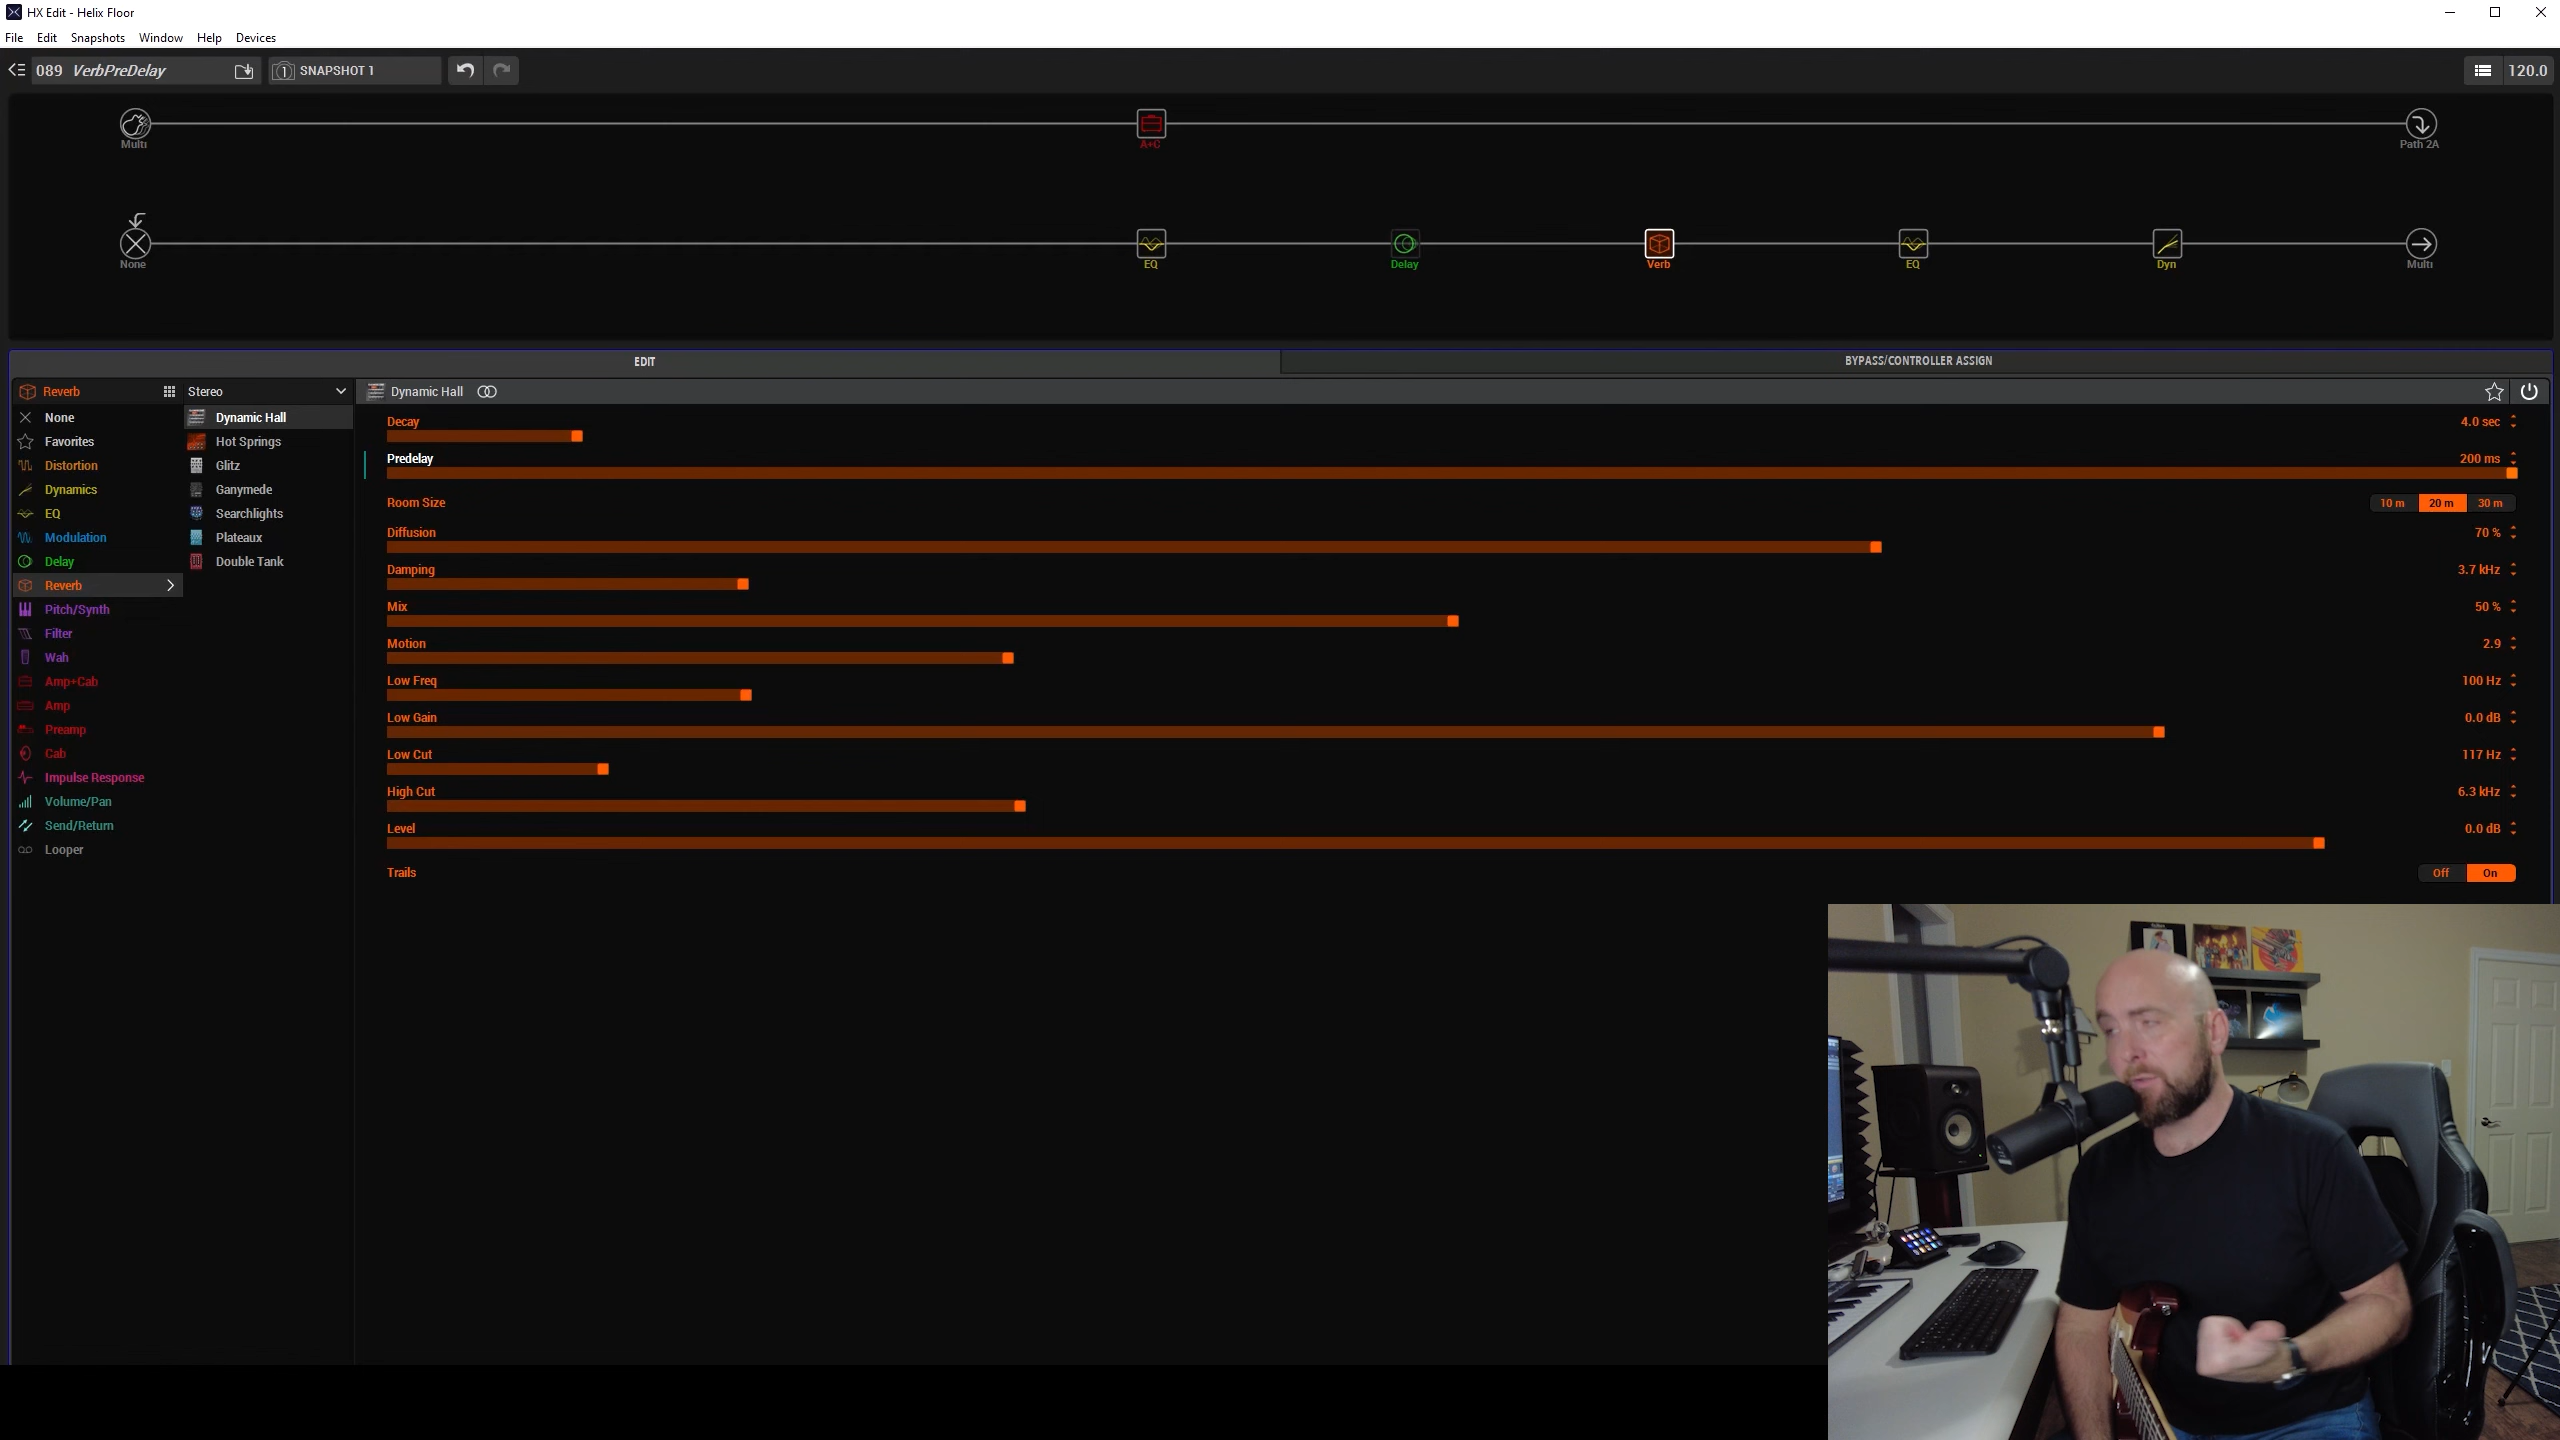 HX Edit - Helix Floor
File Edit Snapshots Window Help Devices
089 VerbPreDelay 1 SNAPSHOT 1 120.0
Multi A+C Path 2A
None EQ Delay Verb EQ Dyn Multi
EDIT BYPASS/CONTROLLER ASSIGN
Reverb Stereo Dynamic Hall
None
Favorites
Distortion
Dynamics
EQ
Modulation
Delay
Reverb
Pitch/Synth
Filter
Wah
Amp+Cab
Amp
Preamp
Cab
Impulse Response
Volume/Pan
Send/Return
Looper
Dynamic Hall
Hot Springs
Glitz
Ganymede
Searchlights
Plateaux
Double Tank
Decay 4.0 sec
Predelay 200 ms
Room Size 10 m 20 m 30 m
Diffusion 70 %
Damping 3.7 kHz
Mix 50 %
Motion 2.9
Low Freq 100 Hz
Low Gain 0.0 dB
Low Cut 117 Hz
High Cut 6.3 kHz
Level 0.0 dB
Trails Off On